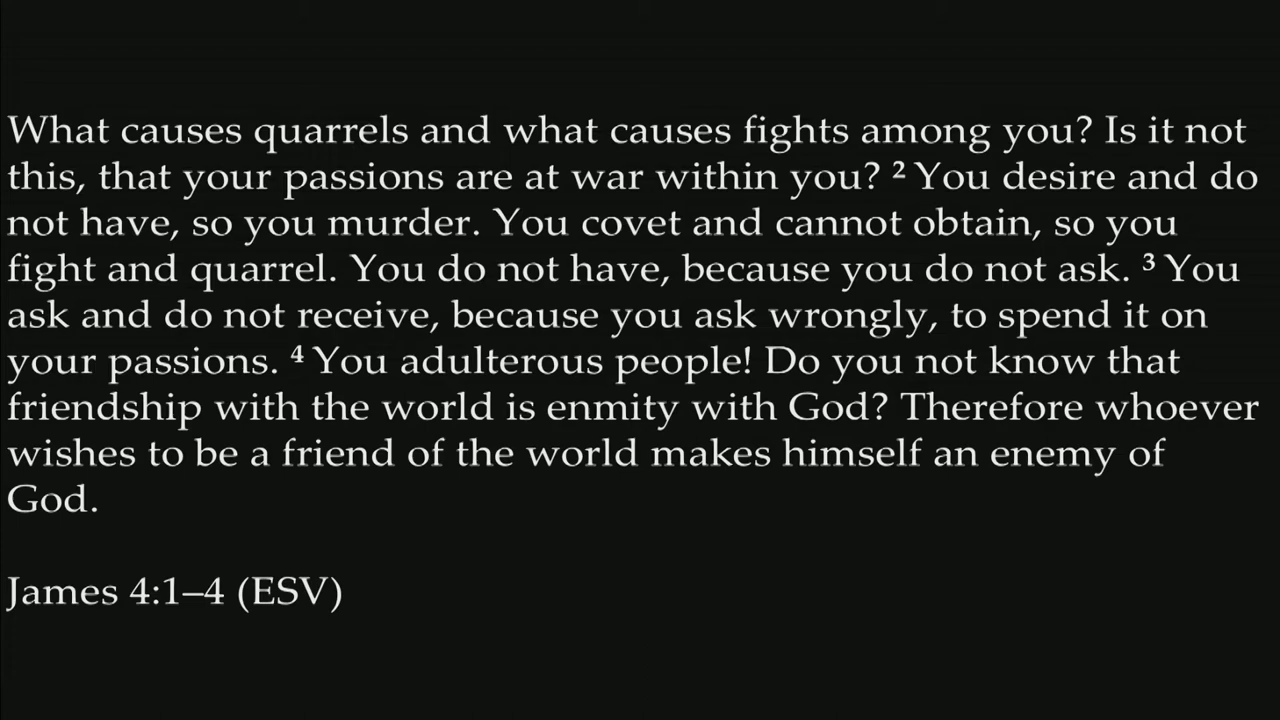 What causes quarrels and what causes fights among you? Is it not
this, that your passions are at war within you? ² You desire and do
not have, so you murder. You covet and cannot obtain, so you
fight and quarrel. You do not have, because you do not ask. ³ You
ask and do not receive, because you ask wrongly, to spend it on
your passions. ⁴ You adulterous people! Do you not know that
friendship with the world is enmity with God? Therefore whoever
wishes to be a friend of the world makes himself an enemy of
God.
James 4:1–4 (ESV)